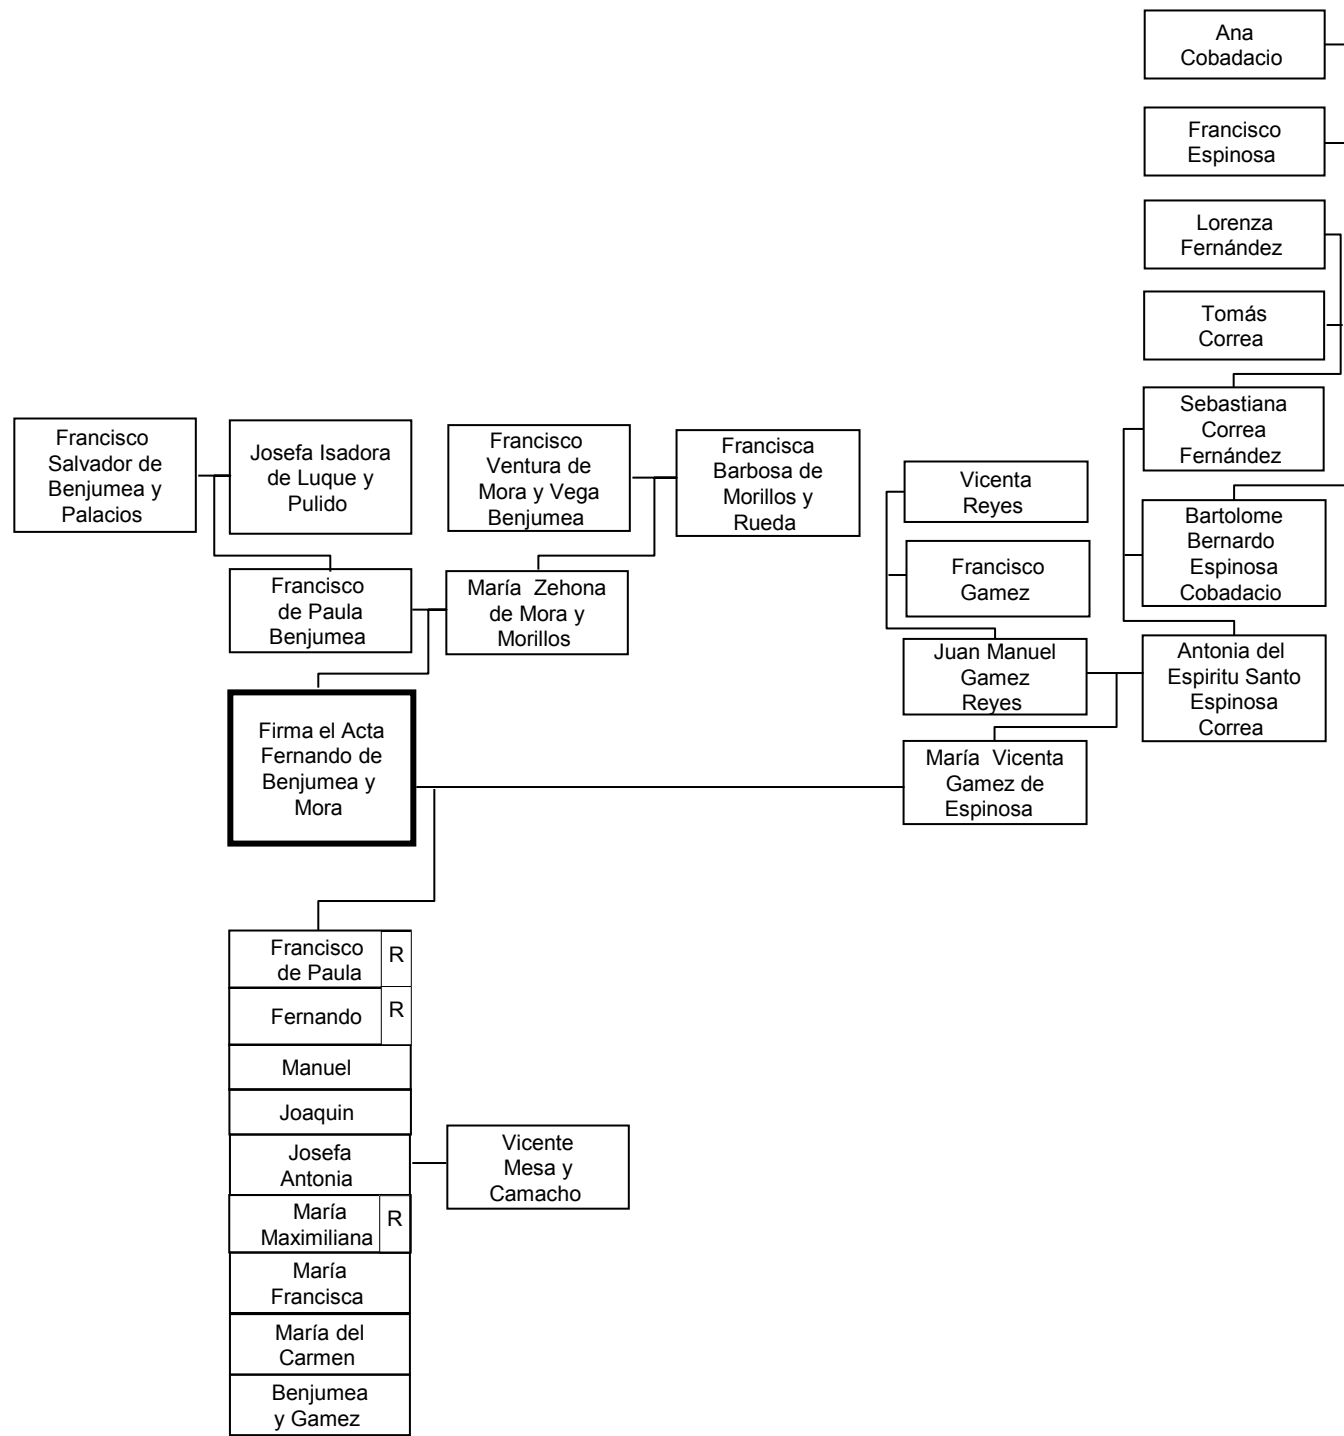 Ana
Cobadacio
Francisco
Espinosa
Lorenza
Fernández
Tomás
Correa
Sebastiana
Correa
Fernández
Francisco
Salvador de
Benjumea y
Palacios
Josefa Isadora
de Luque y
Pulido
Francisco
Ventura de
Mora y Vega
Benjumea
Francisca
Barbosa de
Morillos y
Rueda
Vicenta
Reyes
Bartolome
Bernardo
Espinosa
Cobadacio
Francisco
Gamez
Francisco
de Paula
Benjumea
María Zehona
de Mora y
Morillos
Juan Manuel
Gamez
Reyes
Antonia del
Espiritu Santo
Espinosa
Correa
Firma el Acta
Fernando de
Benjumea y
Mora
María Vicenta
Gamez de
Espinosa
Francisco
de Paula
R
Fernando
R
Manuel
Joaquin
Josefa
Antonia
Vicente
Mesa y
Camacho
María
Maximiliana
R
María
Francisca
María del
Carmen
Benjumea
y Gamez